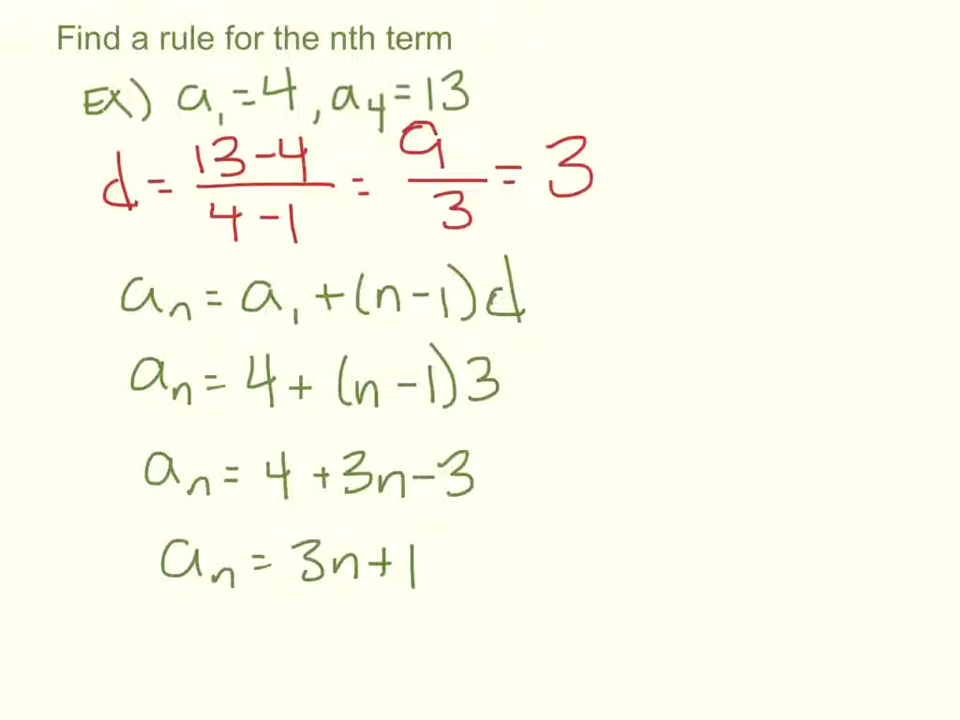 Find a rule for the nth term
EX) a₁ = 4, a₄ = 13
d = (13 - 4)/(4 - 1) = 9/3 = 3
aₙ = a₁ + (n - 1)d
aₙ = 4 + (n - 1)3
aₙ = 4 + 3n - 3
aₙ = 3n + 1